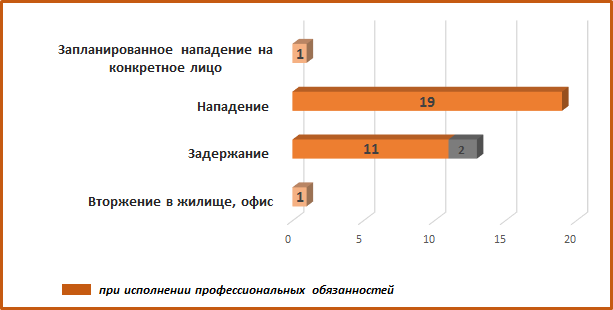 Запланированное нападение на
конкретное лицо
1
Нападение
19
Задержание
11 2
Вторжение в жилище, офис
1
0 5 10 15 20
при исполнении профессиональных обязанностей